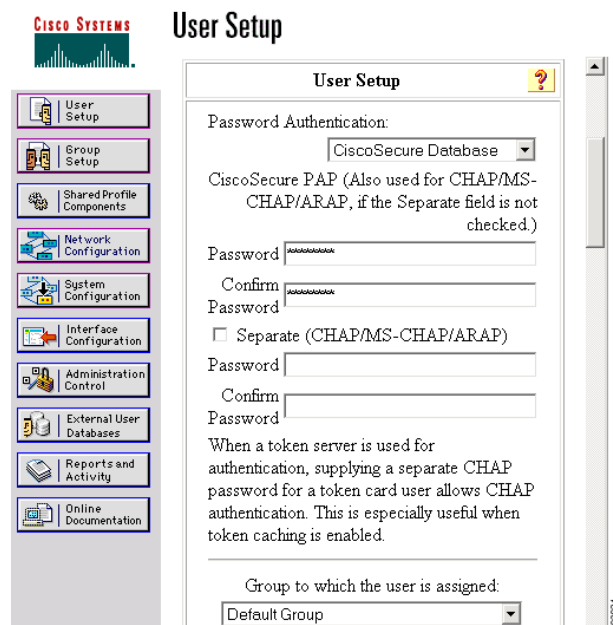 CISCO SYSTEMS
User Setup
User
Setup
Group
Setup
Shared Profile
Components
Network
Configuration
System
Configuration
Interface
Configuration
Administration
Control
External User
Databases
Reports and
Activity
Online
Documentation
User Setup
?
Password Authentication:
CiscoSecure Database
CiscoSecure PAP (Also used for CHAP/MS-
CHAP/ARAP, if the Separate field is not
checked.)
Password *********
Confirm
Password *********
Separate (CHAP/MS-CHAP/ARAP)
Password
Confirm
Password
When a token server is used for
authentication, supplying a separate CHAP
password for a token card user allows CHAP
authentication. This is especially useful when
token caching is enabled.
Group to which the user is assigned:
Default Group